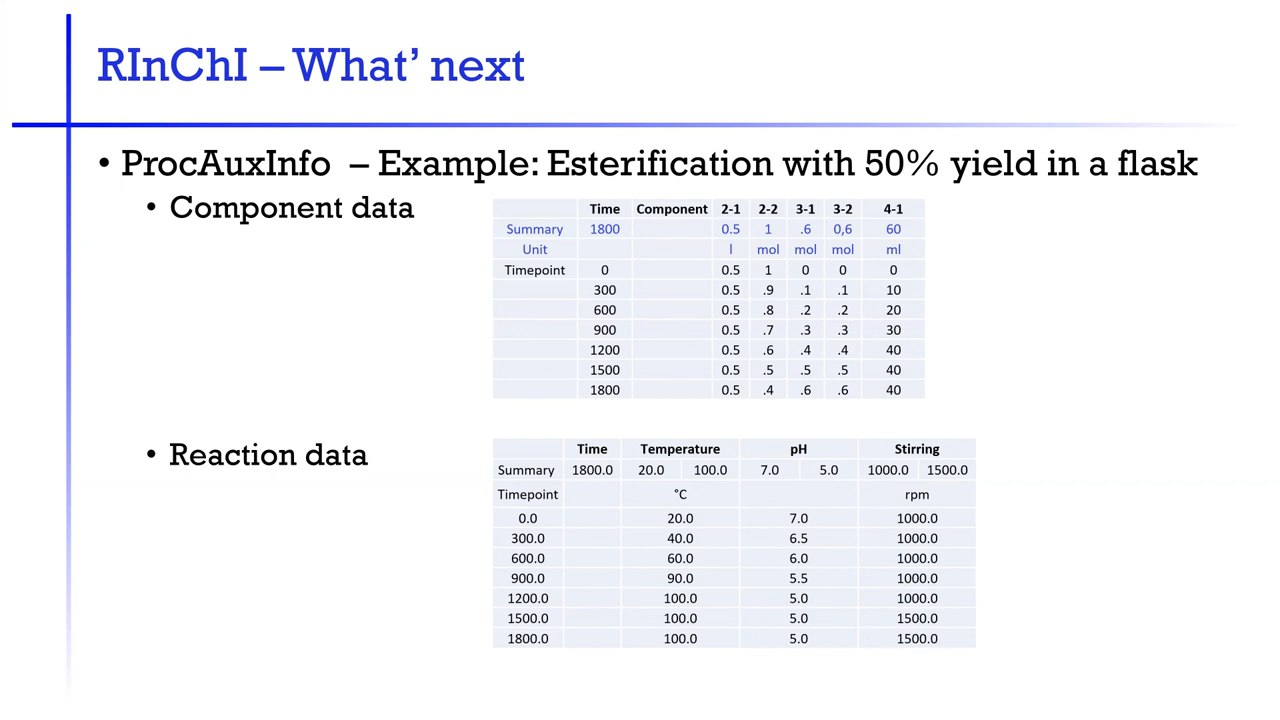 RInChI – What’ next
• ProcAuxInfo – Example: Esterification with 50% yield in a flask
• Component data
Time Component 2-1 2-2 3-1 3-2 4-1
Summary 1800 0.5 1 .6 0,6 60
Unit l mol mol mol ml
Timepoint 0 0.5 1 0 0 0
300 0.5 .9 .1 .1 10
600 0.5 .8 .2 .2 20
900 0.5 .7 .3 .3 30
1200 0.5 .6 .4 .4 40
1500 0.5 .5 .5 .5 40
1800 0.5 .4 .6 .6 40
• Reaction data
Time Temperature pH Stirring
Summary 1800.0 20.0 100.0 7.0 5.0 1000.0 1500.0
Timepoint °C rpm
0.0 20.0 7.0 1000.0
300.0 40.0 6.5 1000.0
600.0 60.0 6.0 1000.0
900.0 90.0 5.5 1000.0
1200.0 100.0 5.0 1000.0
1500.0 100.0 5.0 1500.0
1800.0 100.0 5.0 1500.0